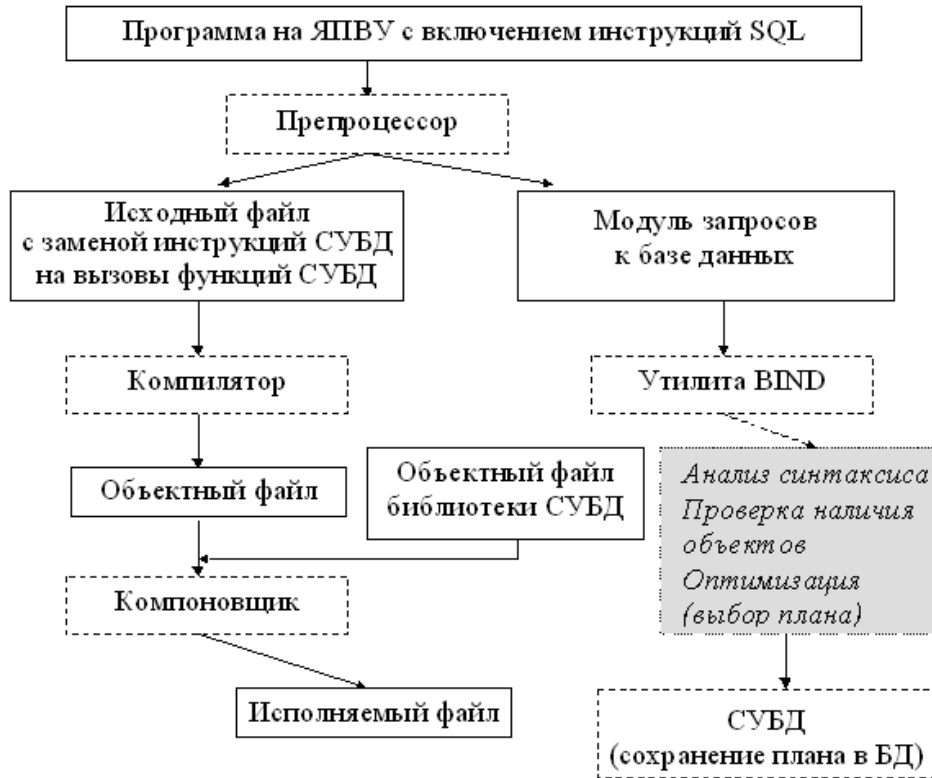 Программа на ЯПВУ с включением инструкций SQL
Препроцессор
Исходный файл
с заменой инструкций СУБД
на вызовы функций СУБД
Модуль запросов
к базе данных
Компилятор
Утилита BIND
Объектный файл
Объектный файл
библиотеки СУБД
Анализ синтаксиса
Проверка наличия
объектов
Оптимизация
(выбор плана)
Компоновщик
Исполняемый файл
СУБД
(сохранение плана в БД)